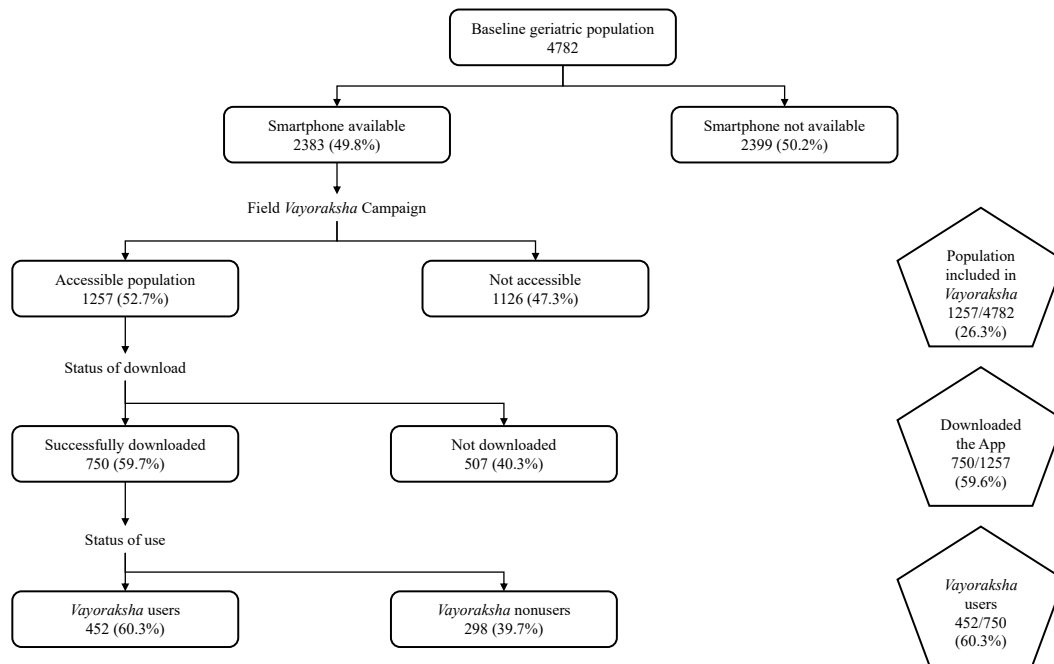 Baseline geriatric population
4782
Smartphone available
2383 (49.8%)
Smartphone not available
2399 (50.2%)
Field Vayoraksha Campaign
Accessible population
1257 (52.7%)
Not accessible
1126 (47.3%)
Population
included in
Vayoraksha
1257/4782
(26.3%)
Status of download
Successfully downloaded
750 (59.7%)
Not downloaded
507 (40.3%)
Downloaded
the App
750/1257
(59.6%)
Status of use
Vayoraksha users
452 (60.3%)
Vayoraksha nonusers
298 (39.7%)
Vayoraksha
users
452/750
(60.3%)